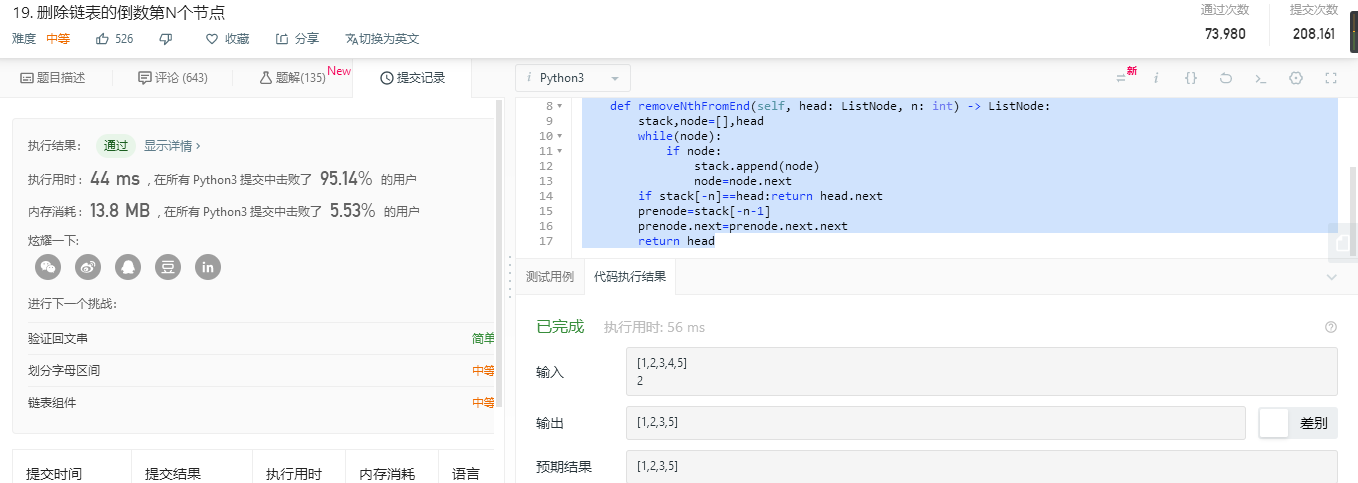 19. 删除链表的倒数第N个节点
难度 中等 526 收藏 分享 切换为英文
通过次数 提交次数
73,980 208,161
题目描述 评论 (643) 题解(135) New 提交记录
执行结果： 通过 显示详情 ›
执行用时 : 44 ms , 在所有 Python3 提交中击败了 95.14% 的用户
内存消耗 : 13.8 MB , 在所有 Python3 提交中击败了 5.53% 的用户
炫耀一下:
豆 in
进行下一个挑战:
验证回文串 简单
划分字母区间 中等
链表组件 中等
提交时间 提交结果 执行用时 内存消耗 语言
i Python3 新 i {}
8 def removeNthFromEnd(self, head: ListNode, n: int) -> ListNode:
9 stack,node=[],head
10 while(node):
11 if node:
12 stack.append(node)
13 node=node.next
14 if stack[-n]==head:return head.next
15 prenode=stack[-n-1]
16 prenode.next=prenode.next.next
17 return head
测试用例 代码执行结果
已完成 执行用时: 56 ms
输入 [1,2,3,4,5]
2
输出 [1,2,3,5] 差别
预期结果 [1,2,3,5]